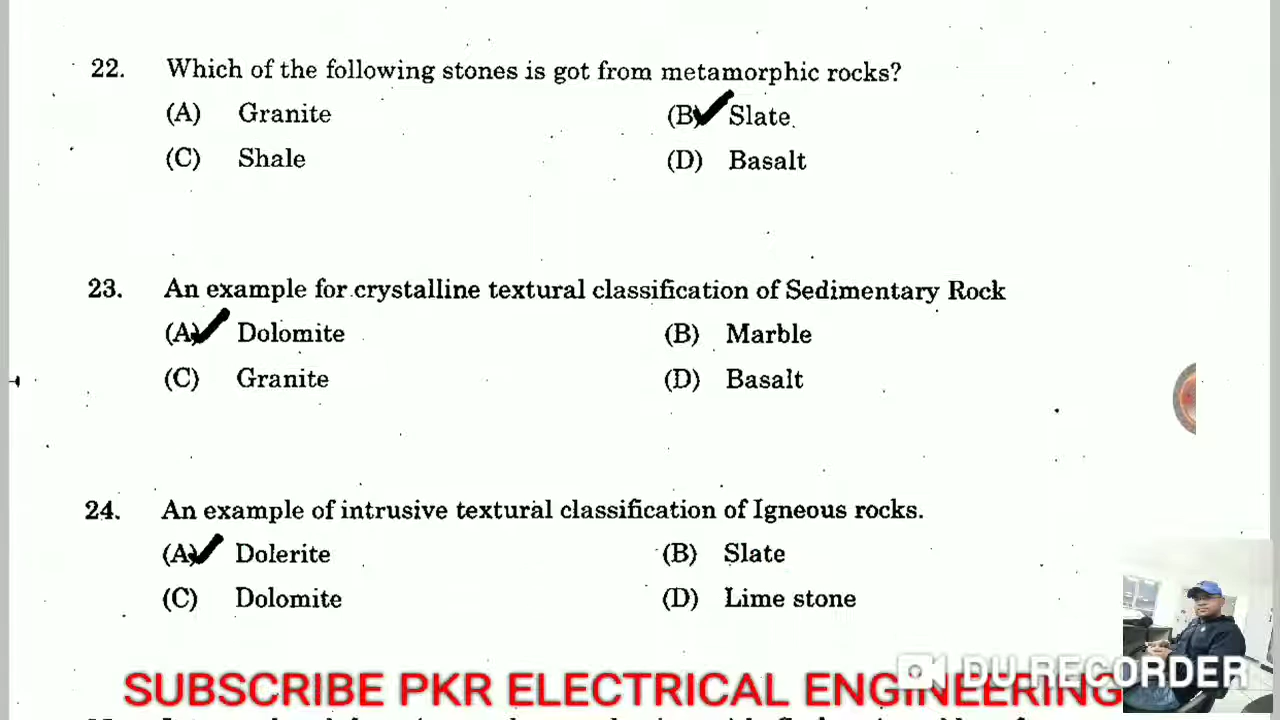 22. Which of the following stones is got from metamorphic rocks?
(A) Granite (B) Slate
(C) Shale (D) Basalt
23. An example for crystalline textural classification of Sedimentary Rock
(A) Dolomite (B) Marble
(C) Granite (D) Basalt
24. An example of intrusive textural classification of Igneous rocks.
(A) Dolerite (B) Slate
(C) Dolomite (D) Lime stone
SUBSCRIBE PKR ELECTRICAL ENGINEERING
DU RECORDER